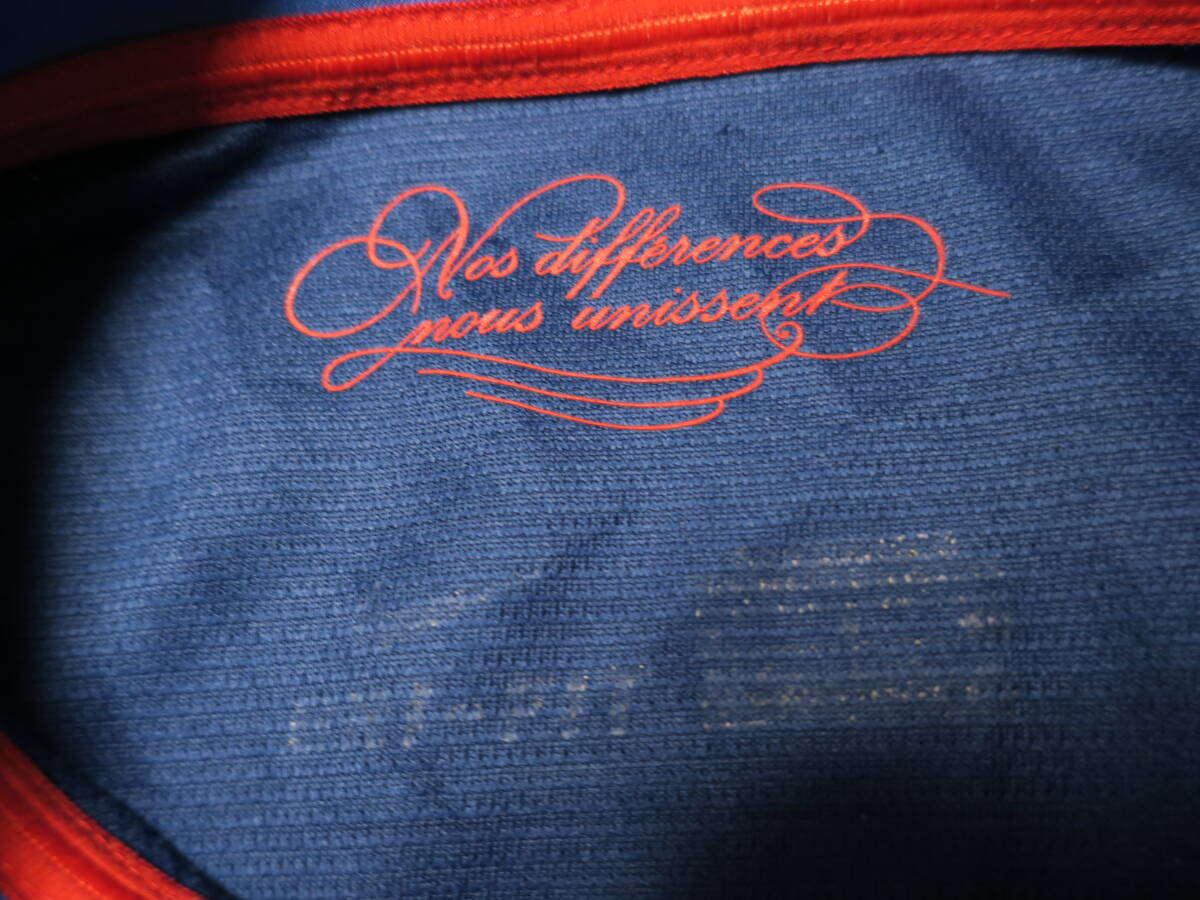 Nos différences
nous unissent